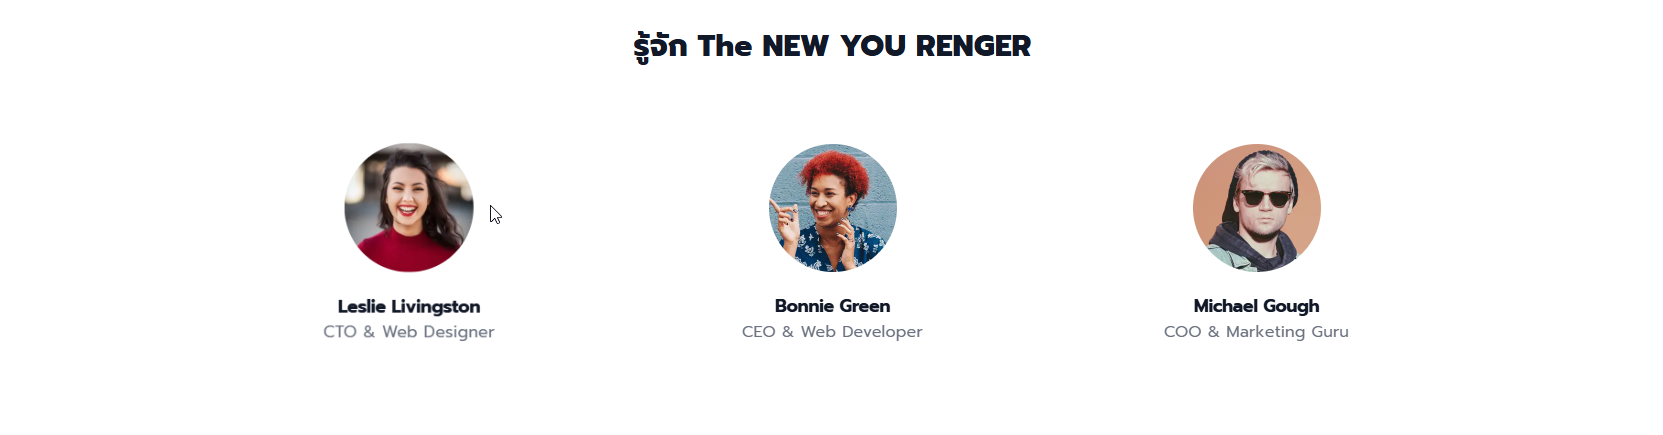 รู้จัก The NEW YOU RENGER
Leslie Livingston
CTO & Web Designer
Bonnie Green
CEO & Web Developer
Michael Gough
COO & Marketing Guru